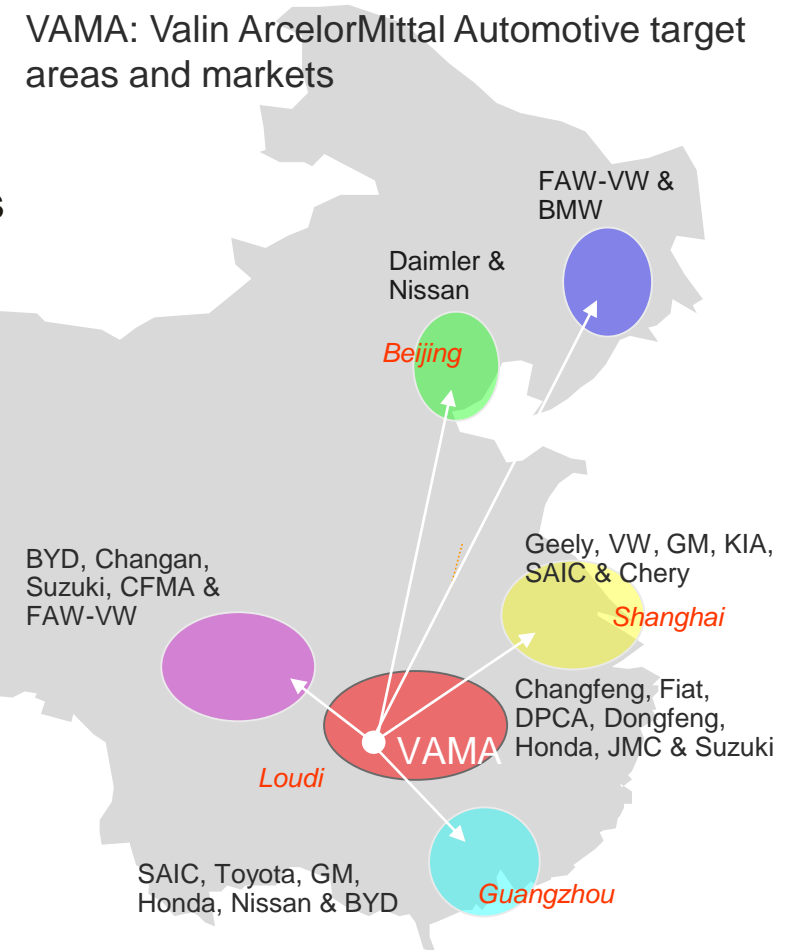 VAMA: Valin ArcelorMittal Automotive target
areas and markets
s
FAW-VW &
BMW
Daimler &
Nissan
Beijing
BYD, Changan,
Suzuki, CFMA &
FAW-VW
Geely, VW, GM, KIA,
SAIC & Chery
Shanghai
Changfeng, Fiat,
DPCA, Dongfeng,
Honda, JMC & Suzuki
VAMA
Loudi
SAIC, Toyota, GM,
Honda, Nissan & BYD
Guangzhou